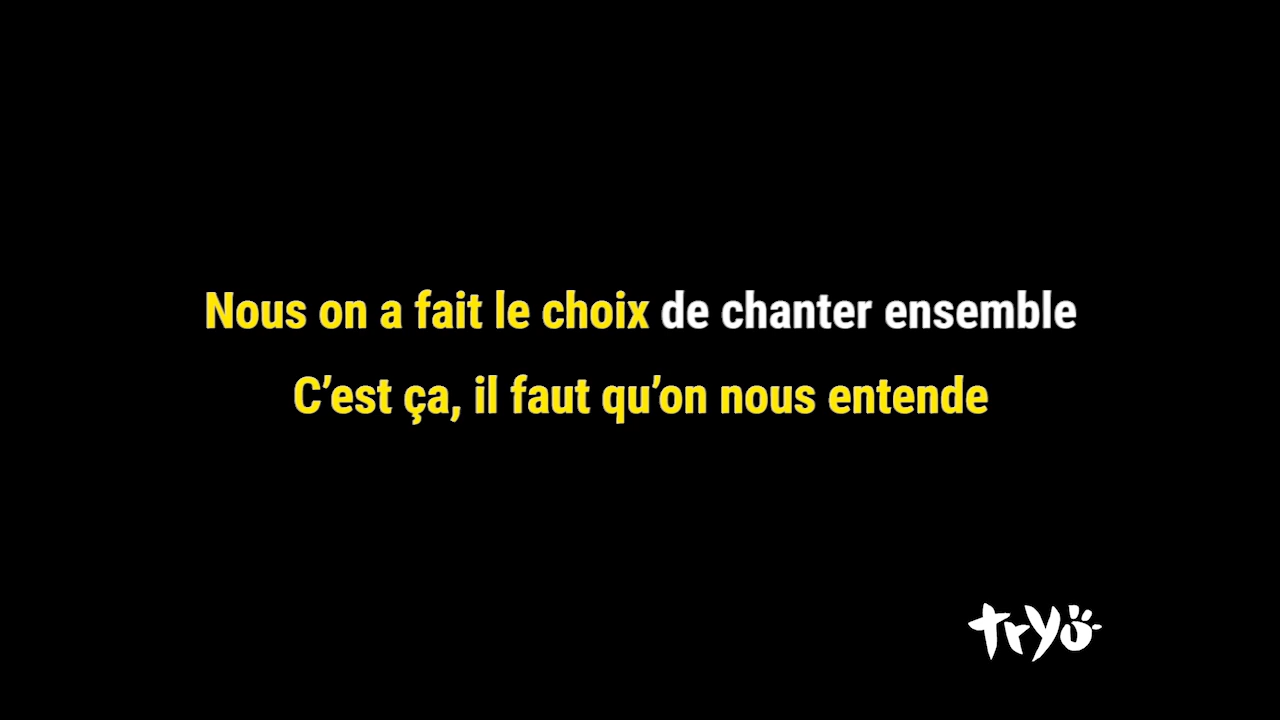 Nous on a fait le choix de chanter ensemble
C’est ça, il faut qu’on nous entende
tryo